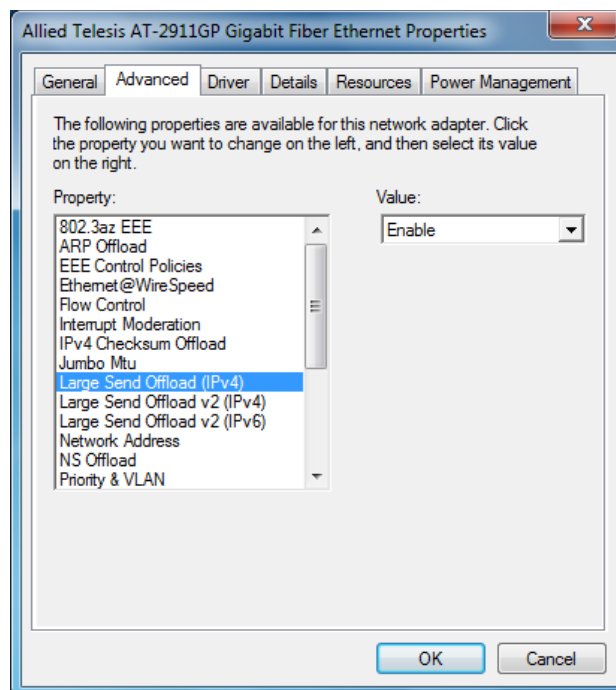 Allied Telesis AT-2911GP Gigabit Fiber Ethernet Properties
General Advanced Driver Details Resources Power Management
The following properties are available for this network adapter. Click
the property you want to change on the left, and then select its value
on the right.
Property: Value:
802.3az EEE
Enable
ARP Offload
EEE Control Policies
Ethernet@WireSpeed
Flow Control
Interrupt Moderation
IPv4 Checksum Offload
Jumbo Mtu
Large Send Offload (IPv4)
Large Send Offload v2 (IPv4)
Large Send Offload v2 (IPv6)
Network Address
NS Offload
Priority & VLAN
OK Cancel